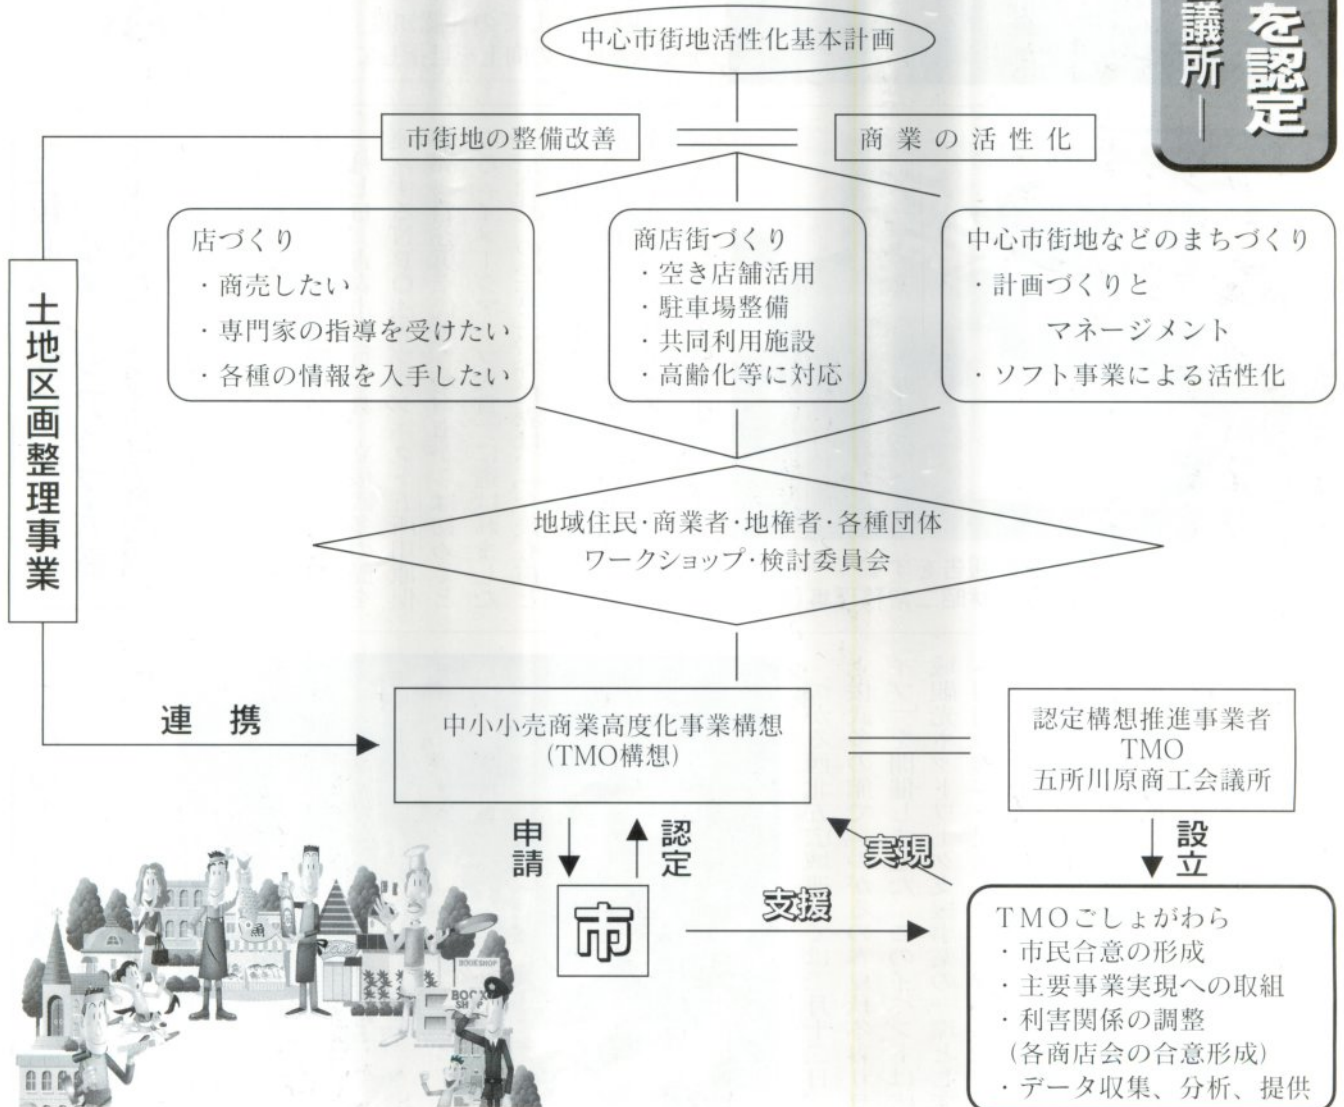 を認定
議所―
中心市街地活性化基本計画
市街地の整備改善
商業の活性化
店づくり
・商売したい
・専門家の指導を受けたい
・各種の情報を入手したい
商店街づくり
・空き店舗活用
・駐車場整備
・共同利用施設
・高齢化等に対応
中心市街地などのまちづくり
・計画づくりと
マネージメント
・ソフト事業による活性化
土地区画整理事業
地域住民・商業者・地権者・各種団体
ワークショップ・検討委員会
連携
中小小売商業高度化事業構想
(TMO構想)
認定構想推進事業者
TMO
五所川原商工会議所
申請
認定
実現
設立
市
支援
TMOごしょがわら
・市民合意の形成
・主要事業実現への取組
・利害関係の調整
(各商店会の合意形成)
・データ収集、分析、提供
魚
BOOKSHOP